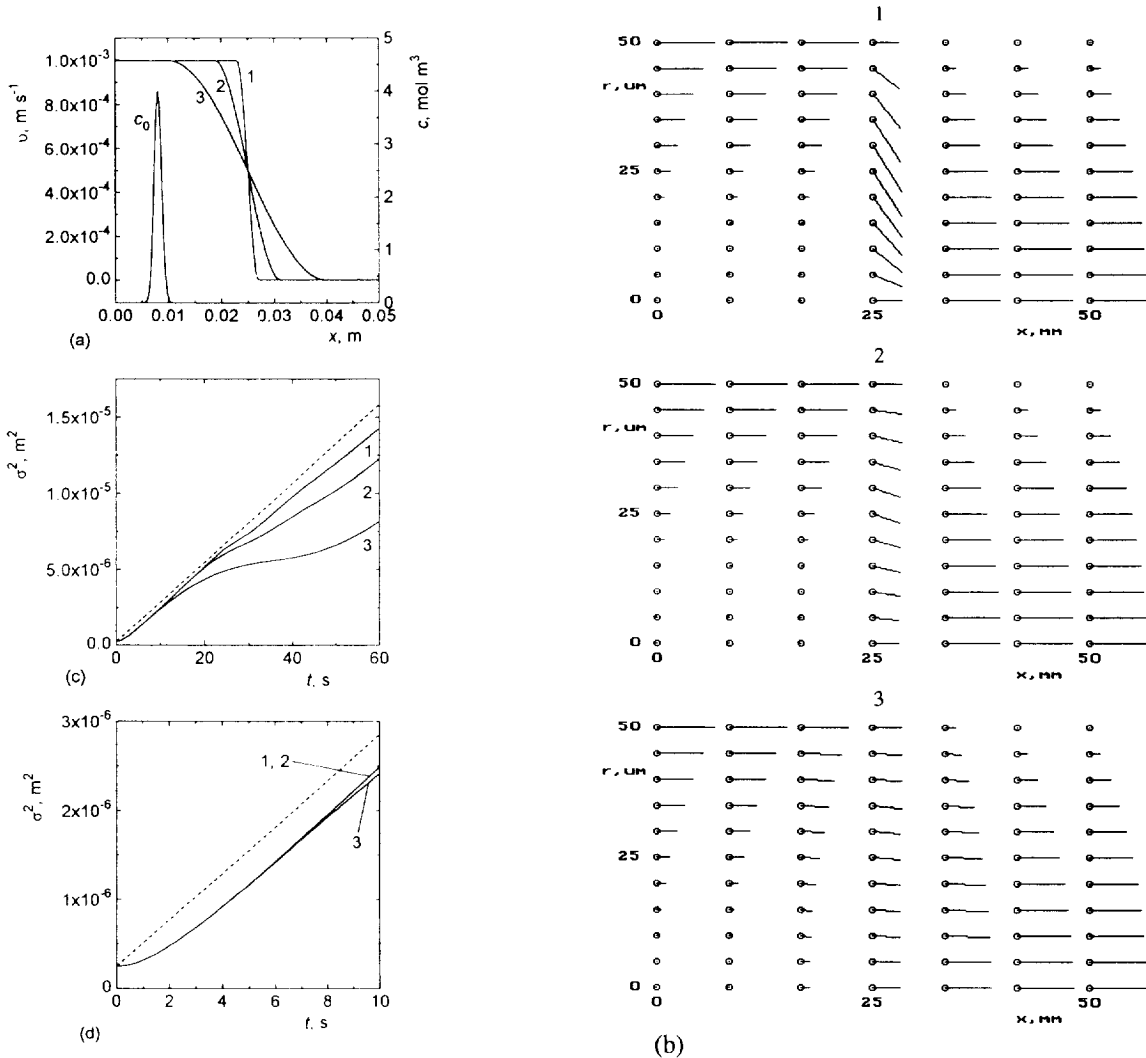 1.0x10⁻³
8.0x10⁻⁴
6.0x10⁻⁴
4.0x10⁻⁴
2.0x10⁻⁴
0.0
υ, m s⁻¹
c₀
1
2
3
5
4
3
2
1
0
c, mol m³
0.00 0.01 0.02 0.03 0.04 0.05
x, m
(a)
1.5x10⁻⁵
1.0x10⁻⁵
5.0x10⁻⁶
0.0
σ², m²
1
2
3
0 20 40 60
t, s
(c)
3x10⁻⁶
2x10⁻⁶
1x10⁻⁶
0
σ², m²
1, 2
3
0 2 4 6 8 10
t, s
(d)
1
50
r, um
25
0
0 25 50
x, мм
2
50
r, um
25
0
0 25 50
x, мм
3
50
r, um
25
0
0 25 50
x, мм
(b)